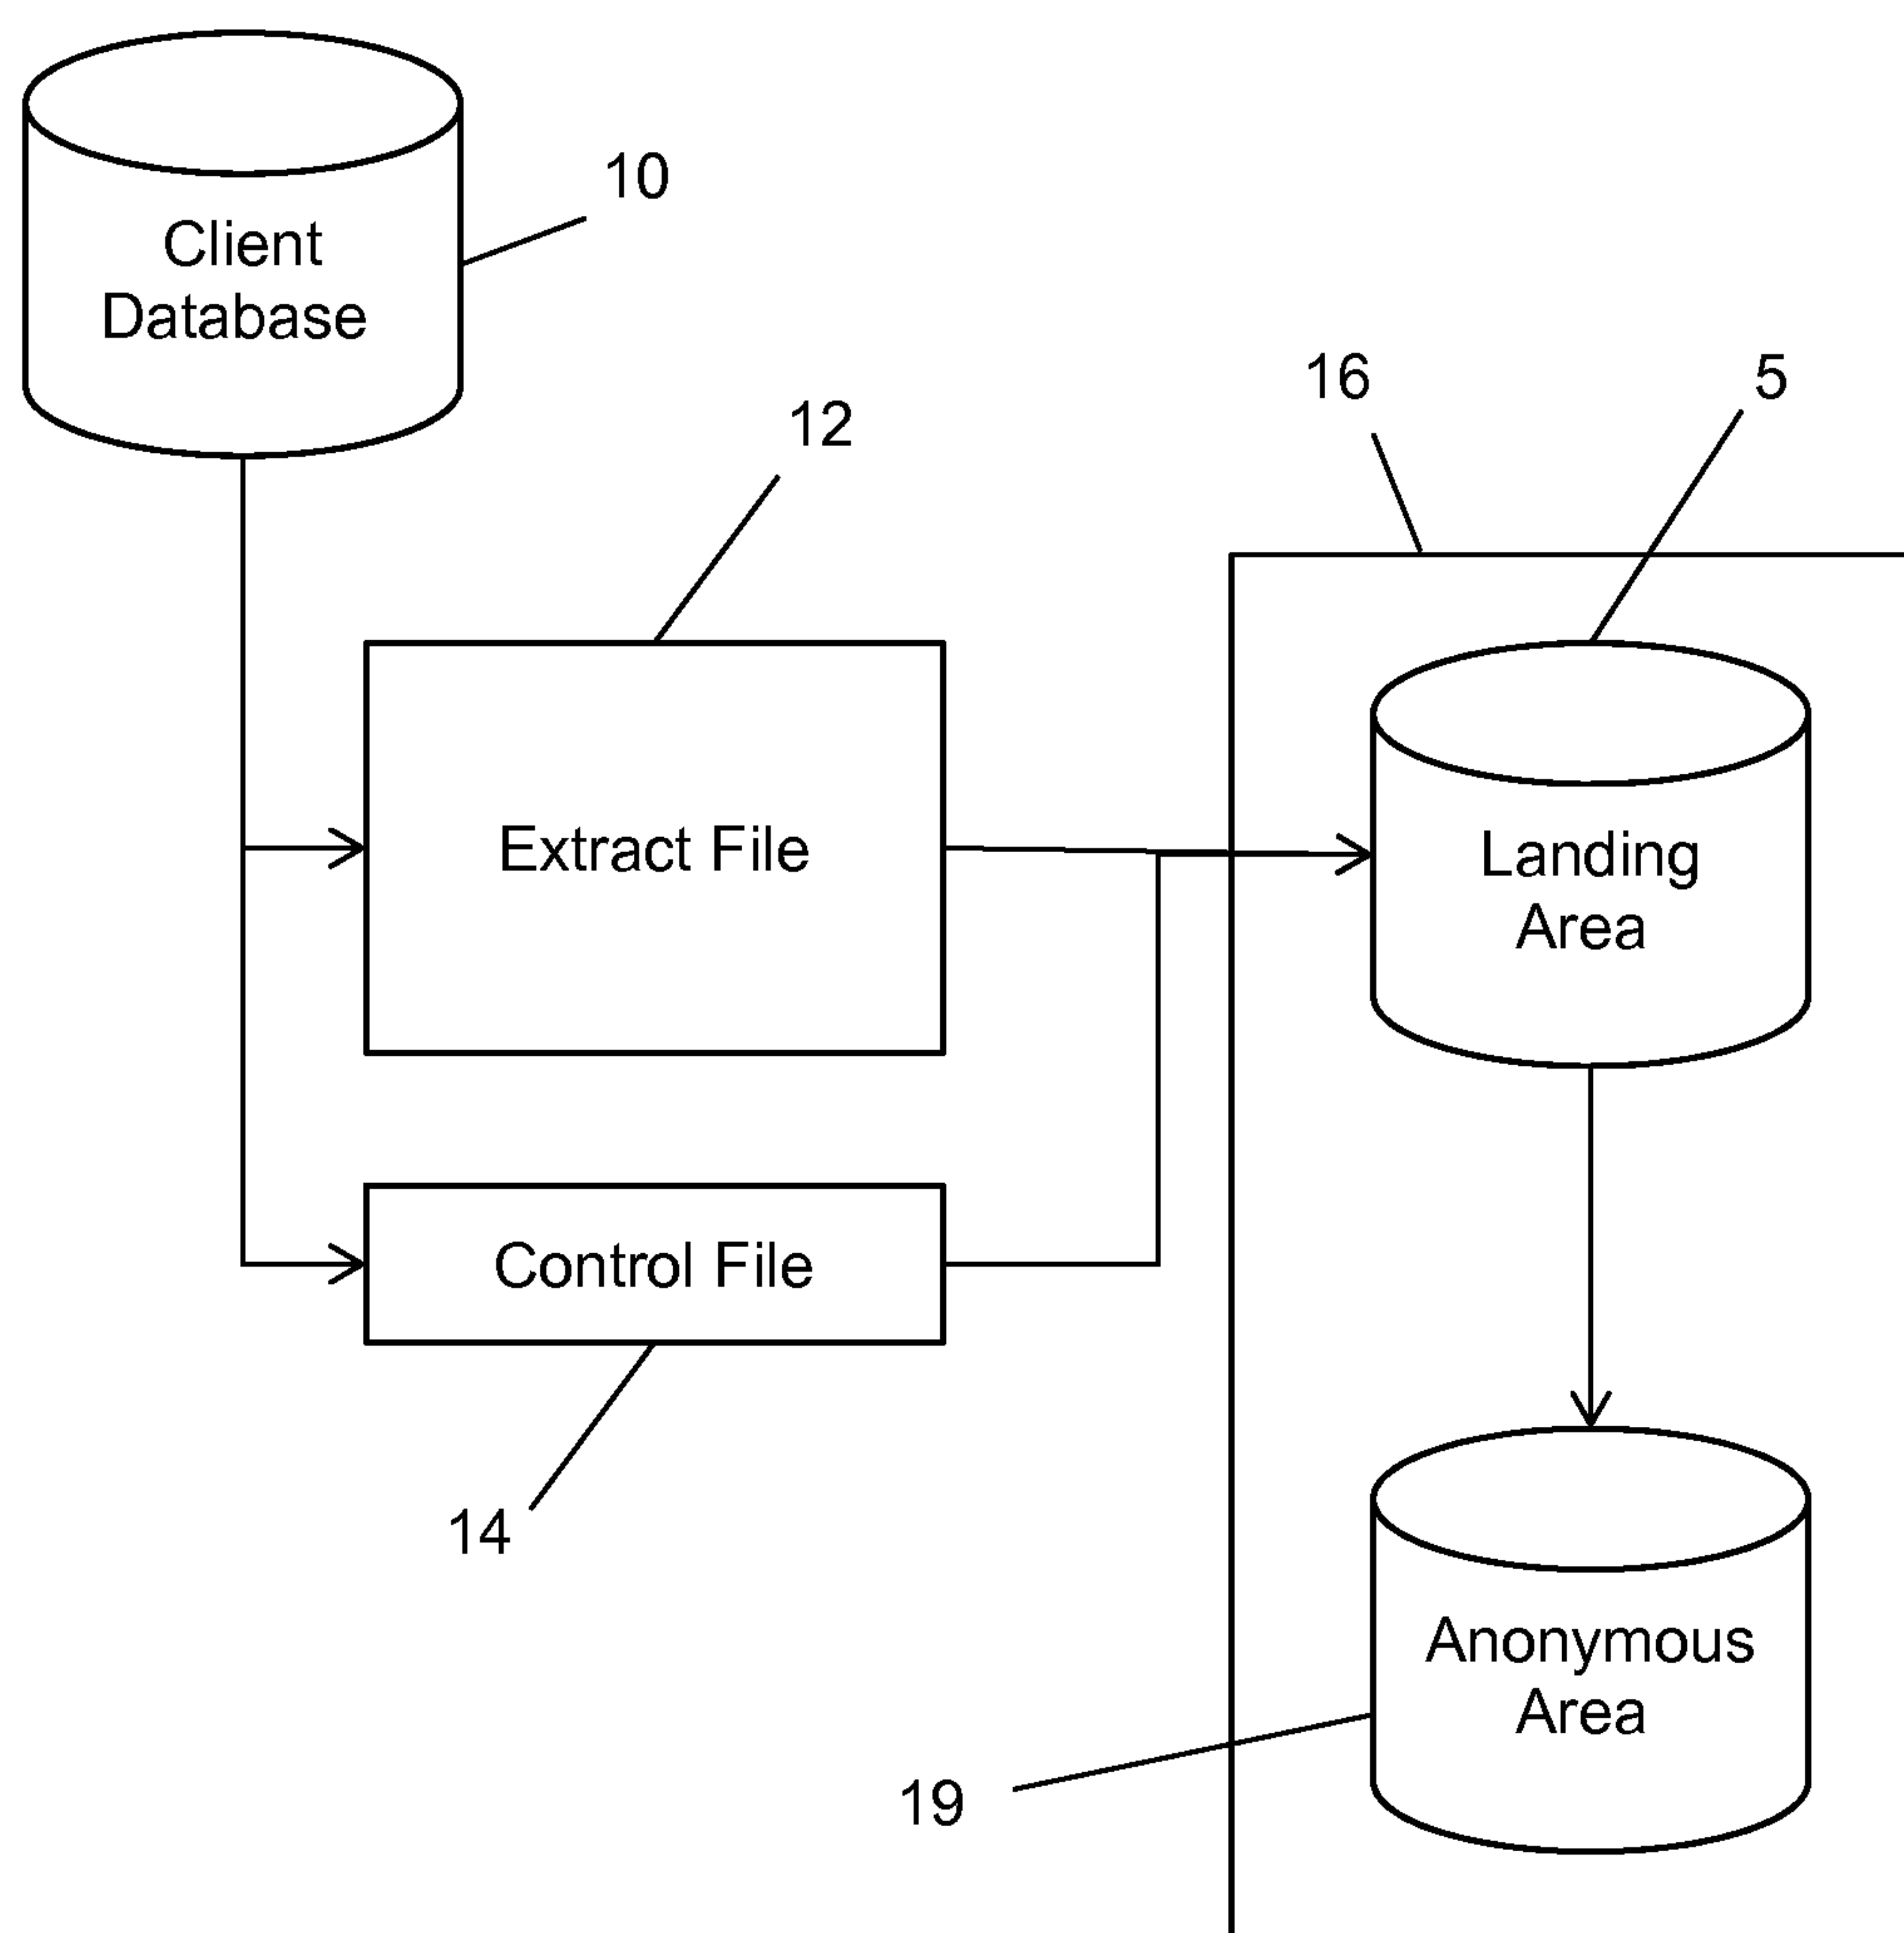 10
Client
Database
16
5
12
Extract File
Landing
Area
Control File
14
Anonymous
Area
19